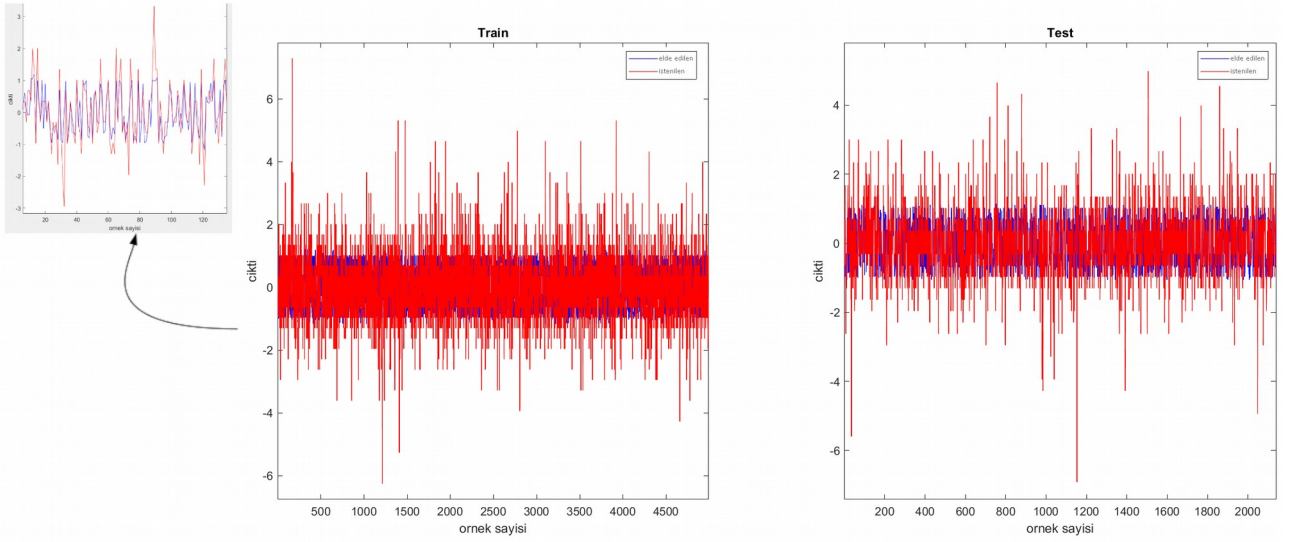 3
2
1
0
-1
-2
-3
cikti
20 40 60 80 100 120
ornek sayisi
Train
elde edilen
istenilen
6
4
2
0
-2
-4
-6
cikti
500 1000 1500 2000 2500 3000 3500 4000 4500
ornek sayisi
Test
elde edilen
istenilen
4
2
0
-2
-4
-6
cikti
200 400 600 800 1000 1200 1400 1600 1800 2000
ornek sayisi